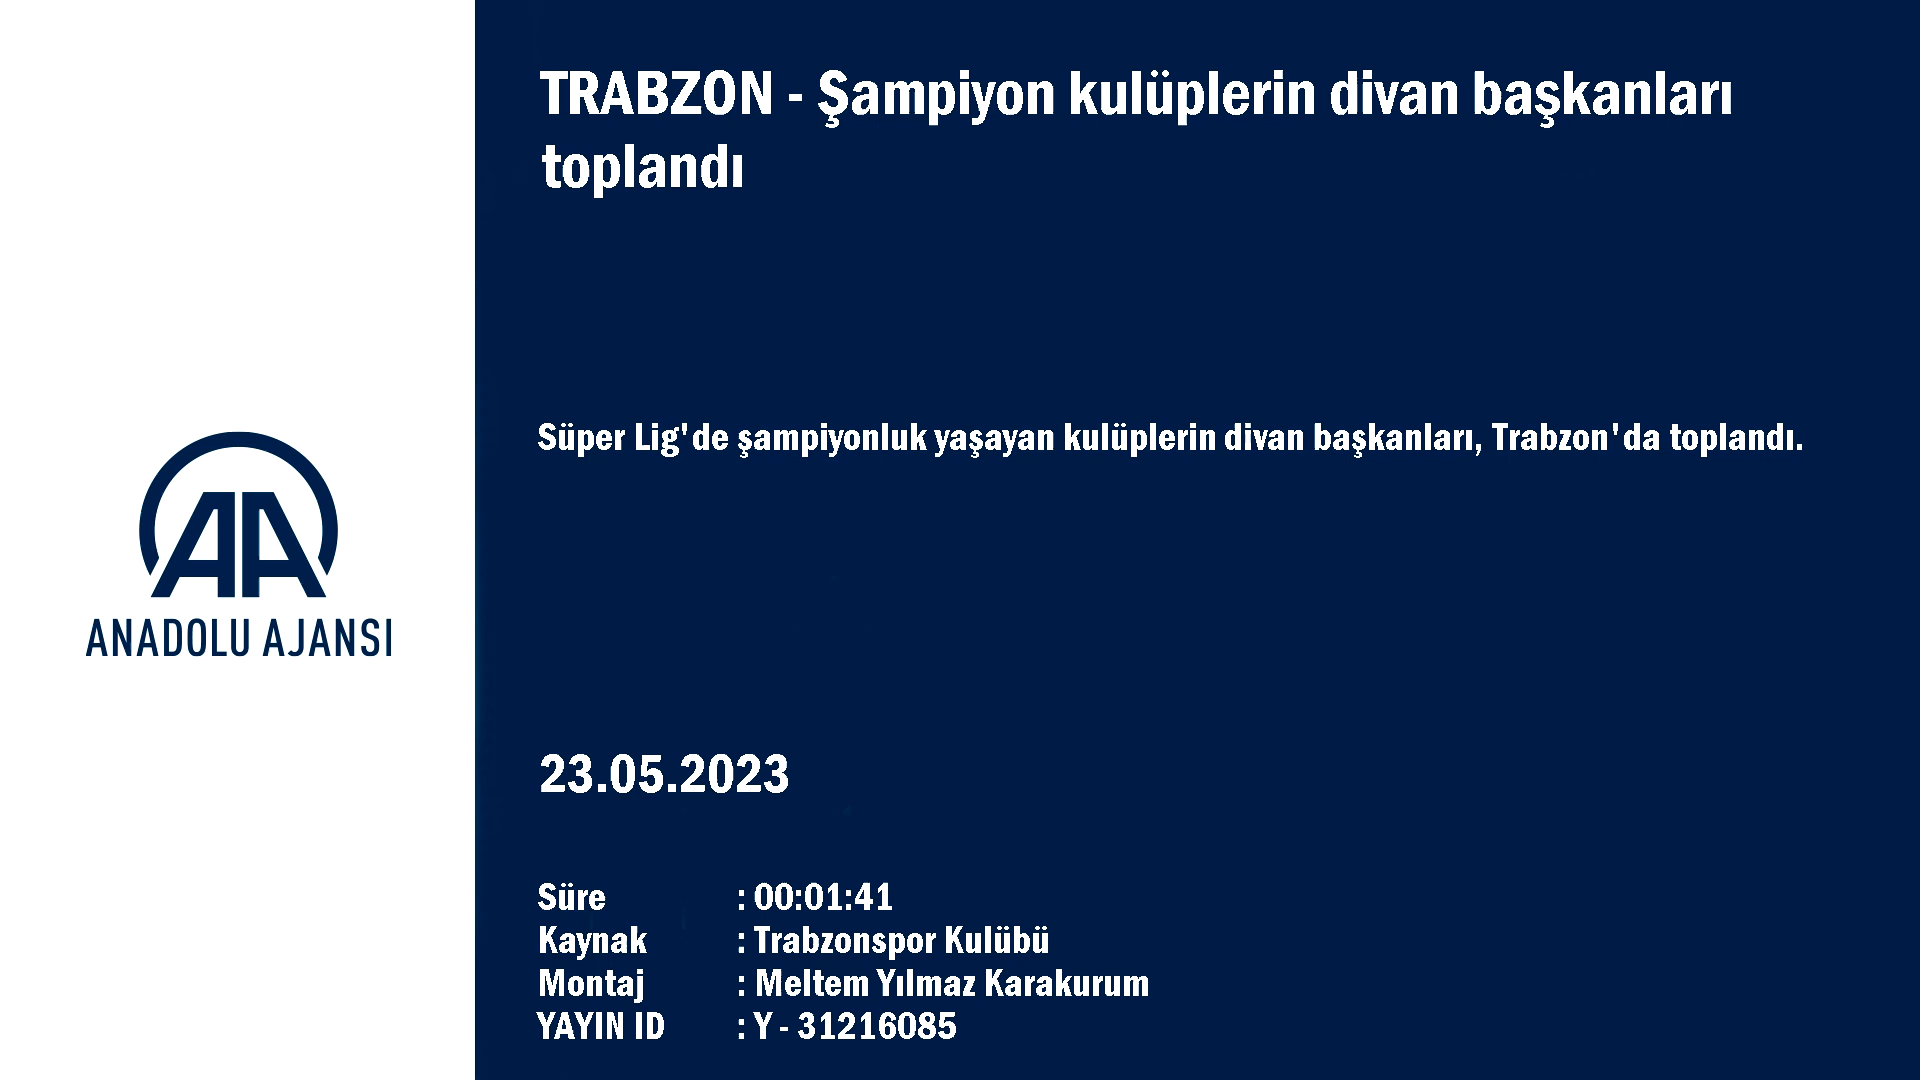 TRABZON - Şampiyon kulüplerin divan başkanları
toplandı
Süper Lig'de şampiyonluk yaşayan kulüplerin divan başkanları, Trabzon'da toplandı.
AA
ANADOLU AJANSI
23.05.2023
Süre : 00:01:41
Kaynak : Trabzonspor Kulübü
Montaj : Meltem Yılmaz Karakurum
YAYIN ID : Y - 31216085